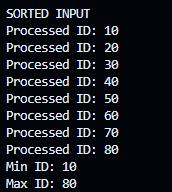 SORTED INPUT
Processed ID: 10
Processed ID: 20
Processed ID: 30
Processed ID: 40
Processed ID: 50
Processed ID: 60
Processed ID: 70
Processed ID: 80
Min ID: 10
Max ID: 80